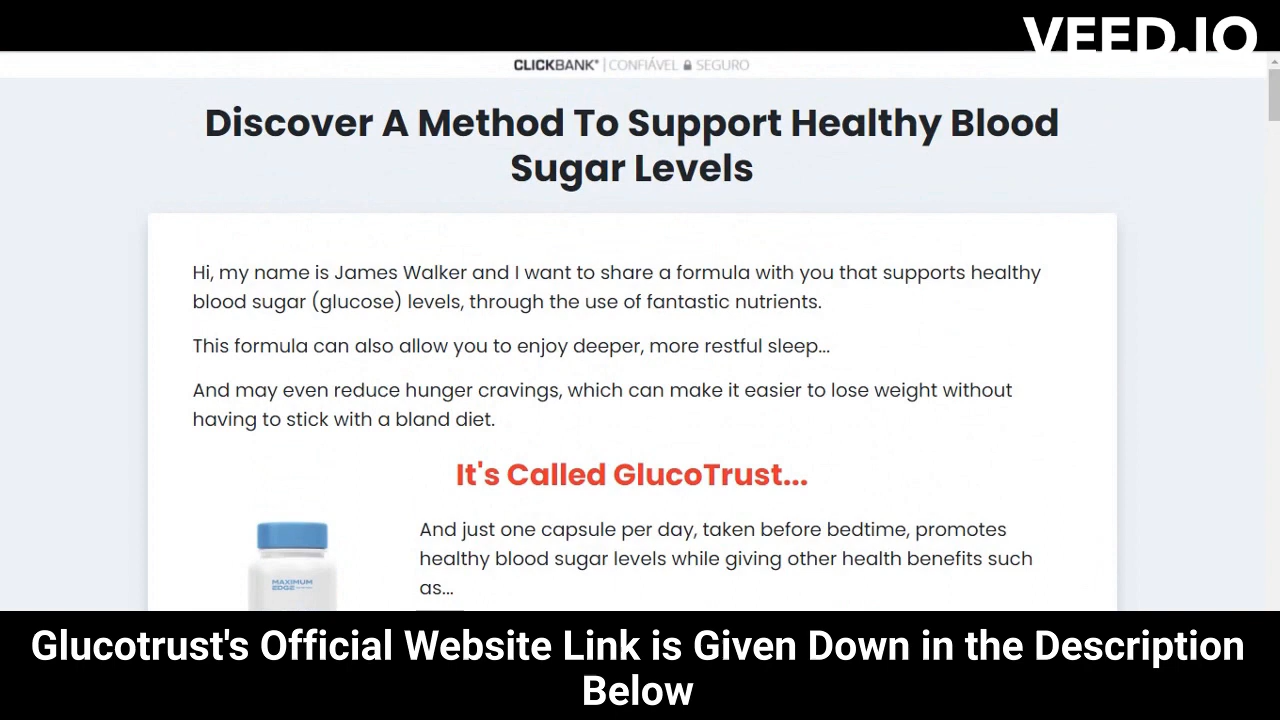 VEED.IO
CLICKBANK® | CONFIÁVEL SEGURO
Discover A Method To Support Healthy Blood
Sugar Levels
Hi, my name is James Walker and I want to share a formula with you that supports healthy
blood sugar (glucose) levels, through the use of fantastic nutrients.
This formula can also allow you to enjoy deeper, more restful sleep...
And may even reduce hunger cravings, which can make it easier to lose weight without
having to stick with a bland diet.
It's Called GlucoTrust...
And just one capsule per day, taken before bedtime, promotes
healthy blood sugar levels while giving other health benefits such
as...
MAXIMUM
EDGE
Glucotrust's Official Website Link is Given Down in the Description
Below